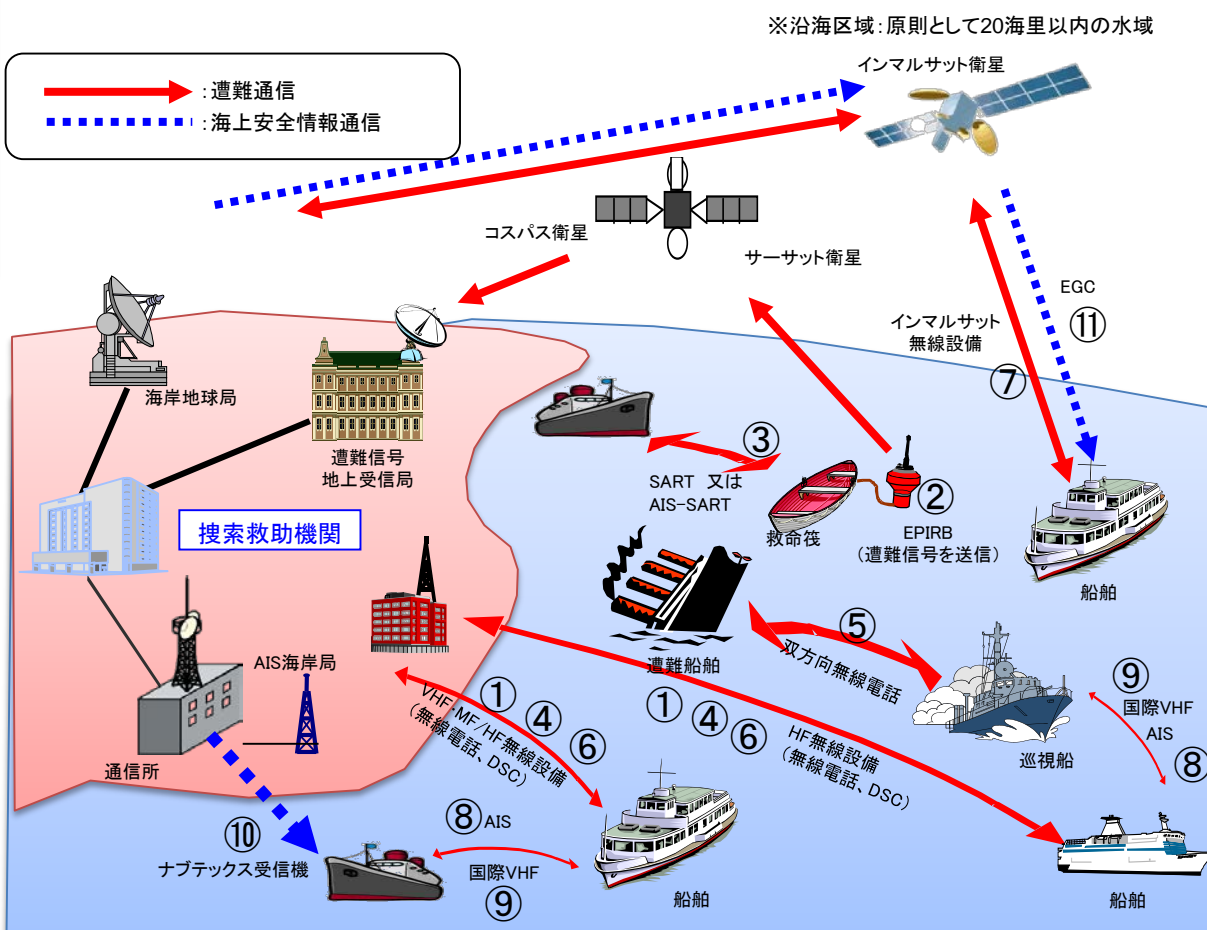 ※沿海区域：原則として20海里以内の水域
：遭難通信
：海上安全情報通信
インマルサット衛星
コスパス衛星
サーサット衛星
EGC
⑪
インマルサット
無線設備
⑦
海岸地球局
遭難信号
地上受信局
③
SART 又は
AIS-SART
救命筏
②
EPIRB
（遭難信号を送信）
船舶
捜索救助機関
遭難船舶
⑤
双方向無線電話
AIS海岸局
通信所
① ④ ⑥
VHF・MF/HF無線設備
（無線電話、DSC）
① ④ ⑥
HF無線設備
（無線電話、DSC）
巡視船
⑨
国際VHF
AIS
⑧
⑩
ナブテックス受信機
⑧ AIS
国際VHF
⑨
船舶
船舶